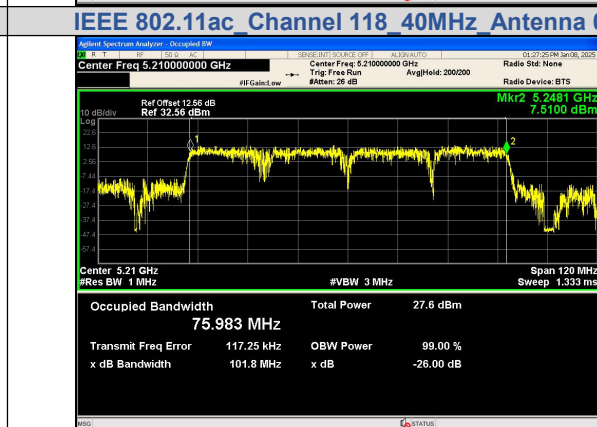 IEEE 802.11ac_Channel 118_40MHz_Antenna
Agilent Spectrum Analyzer - Occupied BW
R T RF 50 Ω AC SENSE:INT SOURCE OFF ALIGN AUTO 01:27:25 PM Jan 08, 2025
Center Freq 5.210000000 GHz Center Freq: 5.210000000 GHz Radio Std: None
Trig: Free Run Avg|Hold: 200/200
#IFGain:Low #Atten: 26 dB Radio Device: BTS
Mkr2 5.2481 GHz
7.5100 dBm
Ref Offset 12.56 dB
10 dB/div Ref 32.56 dBm
Log
22.6
12.6
2.56
-7.44
-17.4
-27.4
-37.4
-47.4
-57.4
1
2
Center 5.21 GHz Span 120 MHz
#Res BW 1 MHz #VBW 3 MHz Sweep 1.333 ms
Occupied Bandwidth Total Power 27.6 dBm
75.983 MHz
Transmit Freq Error 117.25 kHz OBW Power 99.00 %
x dB Bandwidth 101.8 MHz x dB -26.00 dB
MSG STATUS